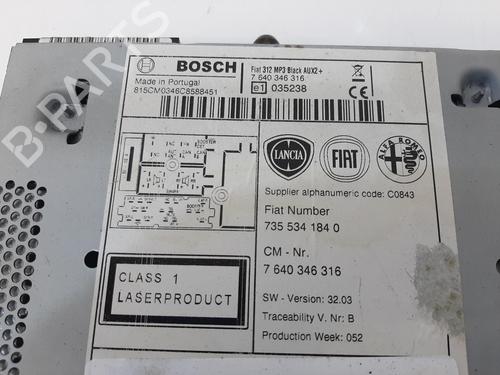 BOSCH
Made in Portugal
815CM0346C8588451
Fiat 312 MP3 Black AUX2+
7 640 346 316
e1 035238
LANCIA
FIAT
ALFA ROMEO
Supplier alphanumeric code: C0843
Fiat Number
735 534 184 0
CM - Nr.
7 640 346 316
SW - Version: 32.03
Traceability V. Nr: B
Production Week: 052
CLASS 1
LASERPRODUCT
B-PARTS